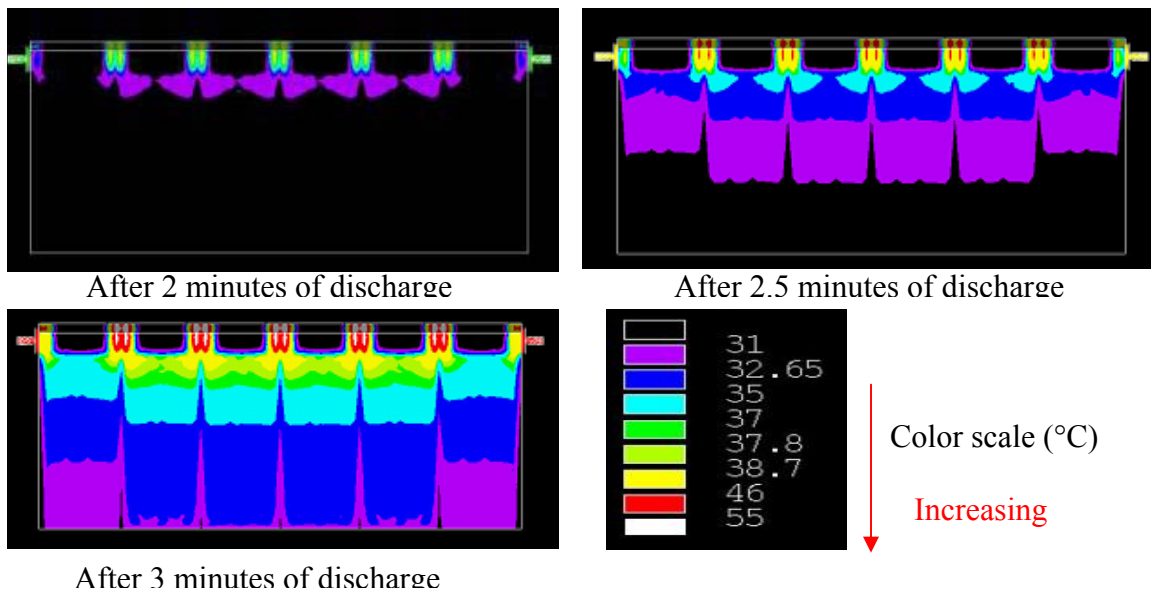 After 2 minutes of discharge
After 2.5 minutes of discharge
31
32.65
35
37
37.8
38.7
46
55
Color scale (°C)
Increasing
After 3 minutes of discharge